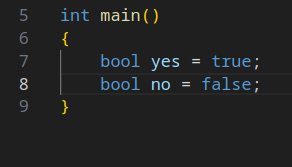 5 int main()
6 {
7     bool yes = true;
8     bool no = false;
9 }